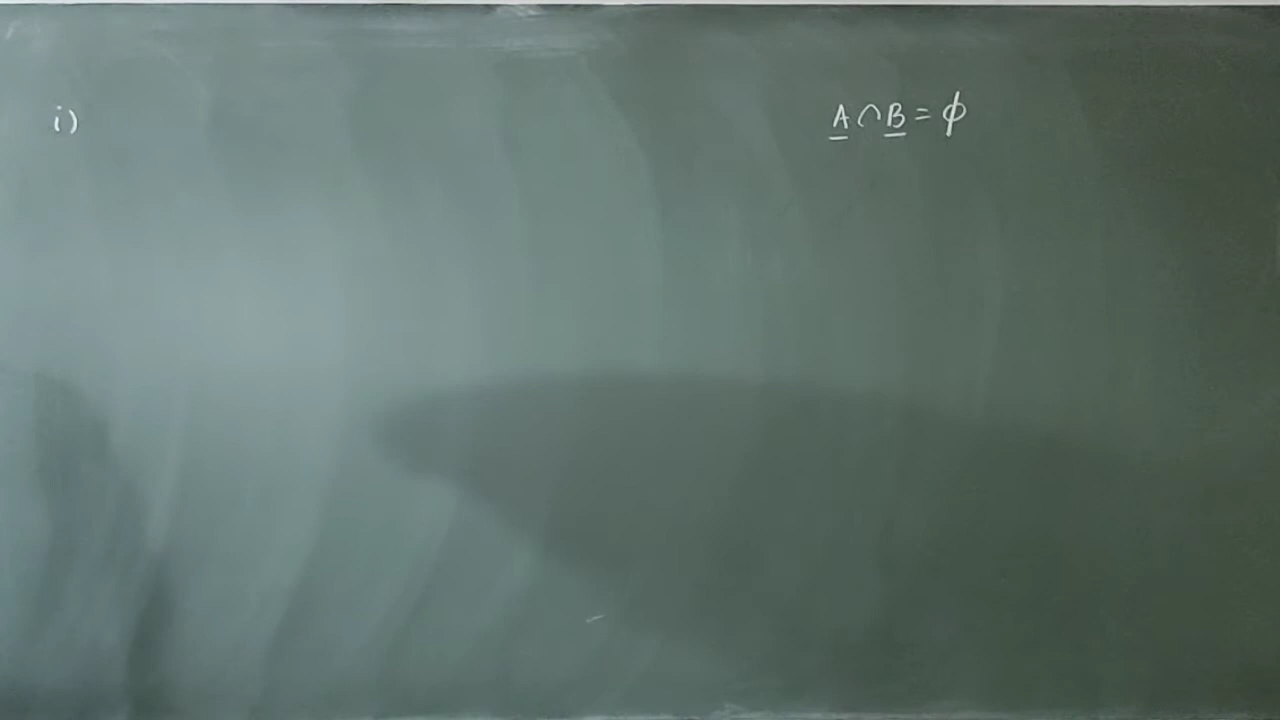 i) A ∩ B = ϕ